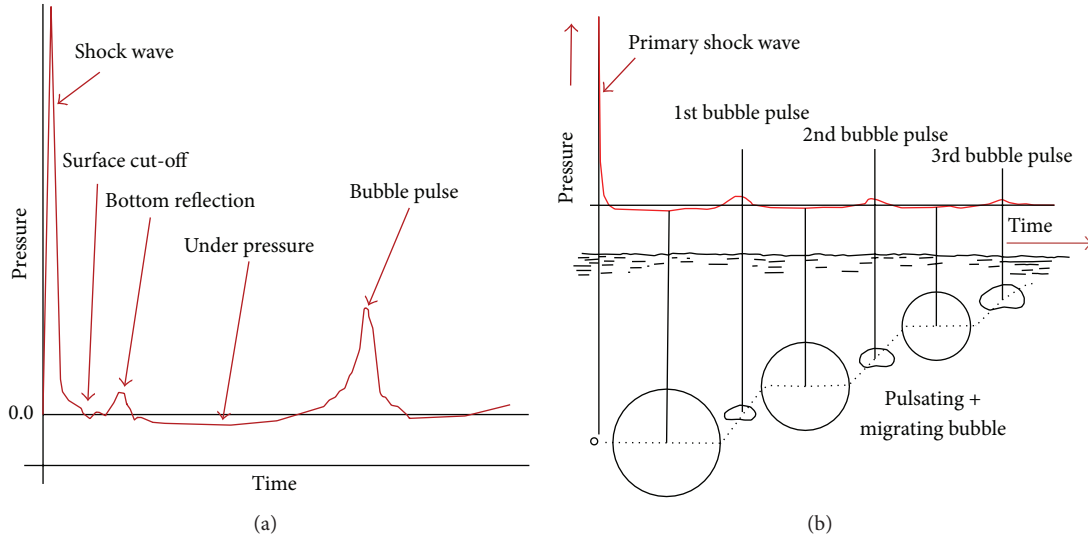 Shock wave
Surface cut-off
Bottom reflection
Under pressure
Bubble pulse
Pressure
0.0
Time
(a)
Primary shock wave
1st bubble pulse
2nd bubble pulse
3rd bubble pulse
Pressure
Time
Pulsating +
migrating bubble
(b)